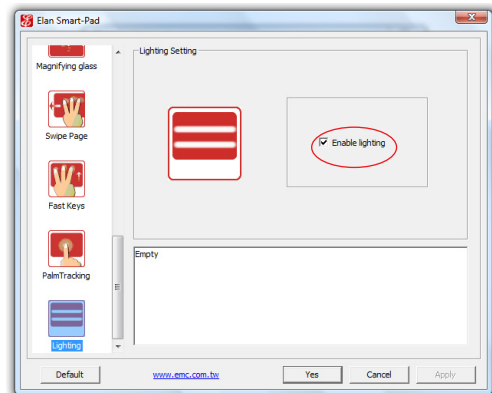 Elan Smart-Pad
Magnifying glass
Swipe Page
Fast Keys
PalmTracking
Lighting
Lighting Setting
Enable lighting
Empty
Default
www.emc.com.tw
Yes
Cancel
Apply